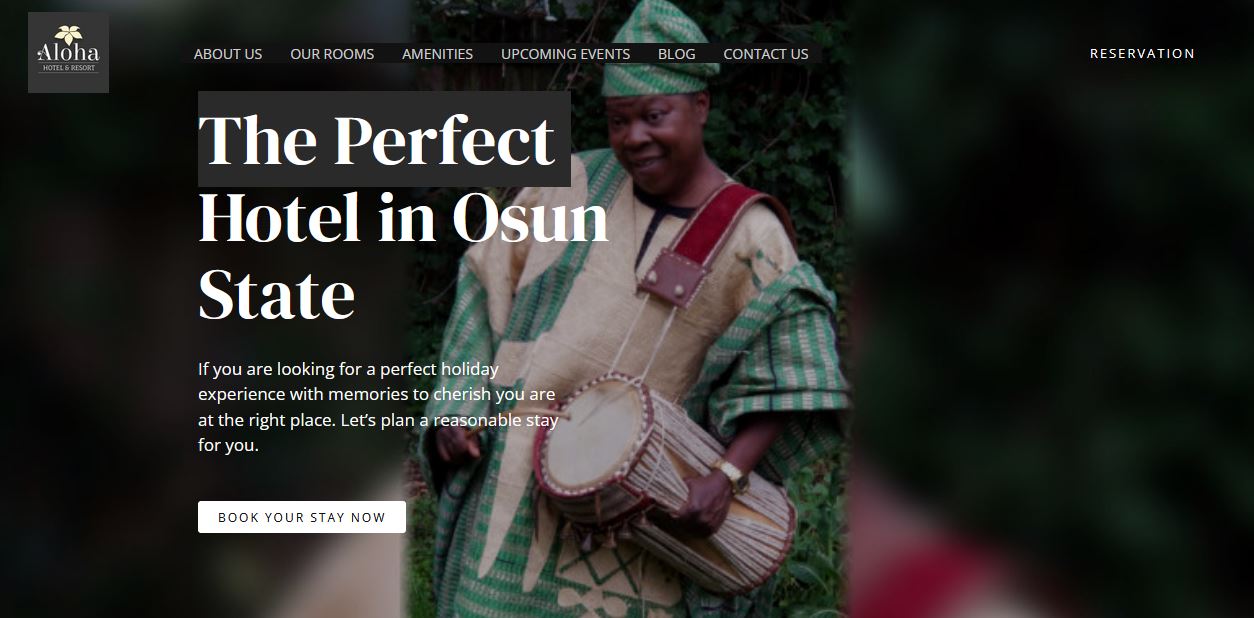 Aloha
HOTEL & RESORT
ABOUT US OUR ROOMS AMENITIES UPCOMING EVENTS BLOG CONTACT US
RESERVATION
The Perfect
Hotel in Osun
State
If you are looking for a perfect holiday
experience with memories to cherish you are
at the right place. Let’s plan a reasonable stay
for you.
BOOK YOUR STAY NOW